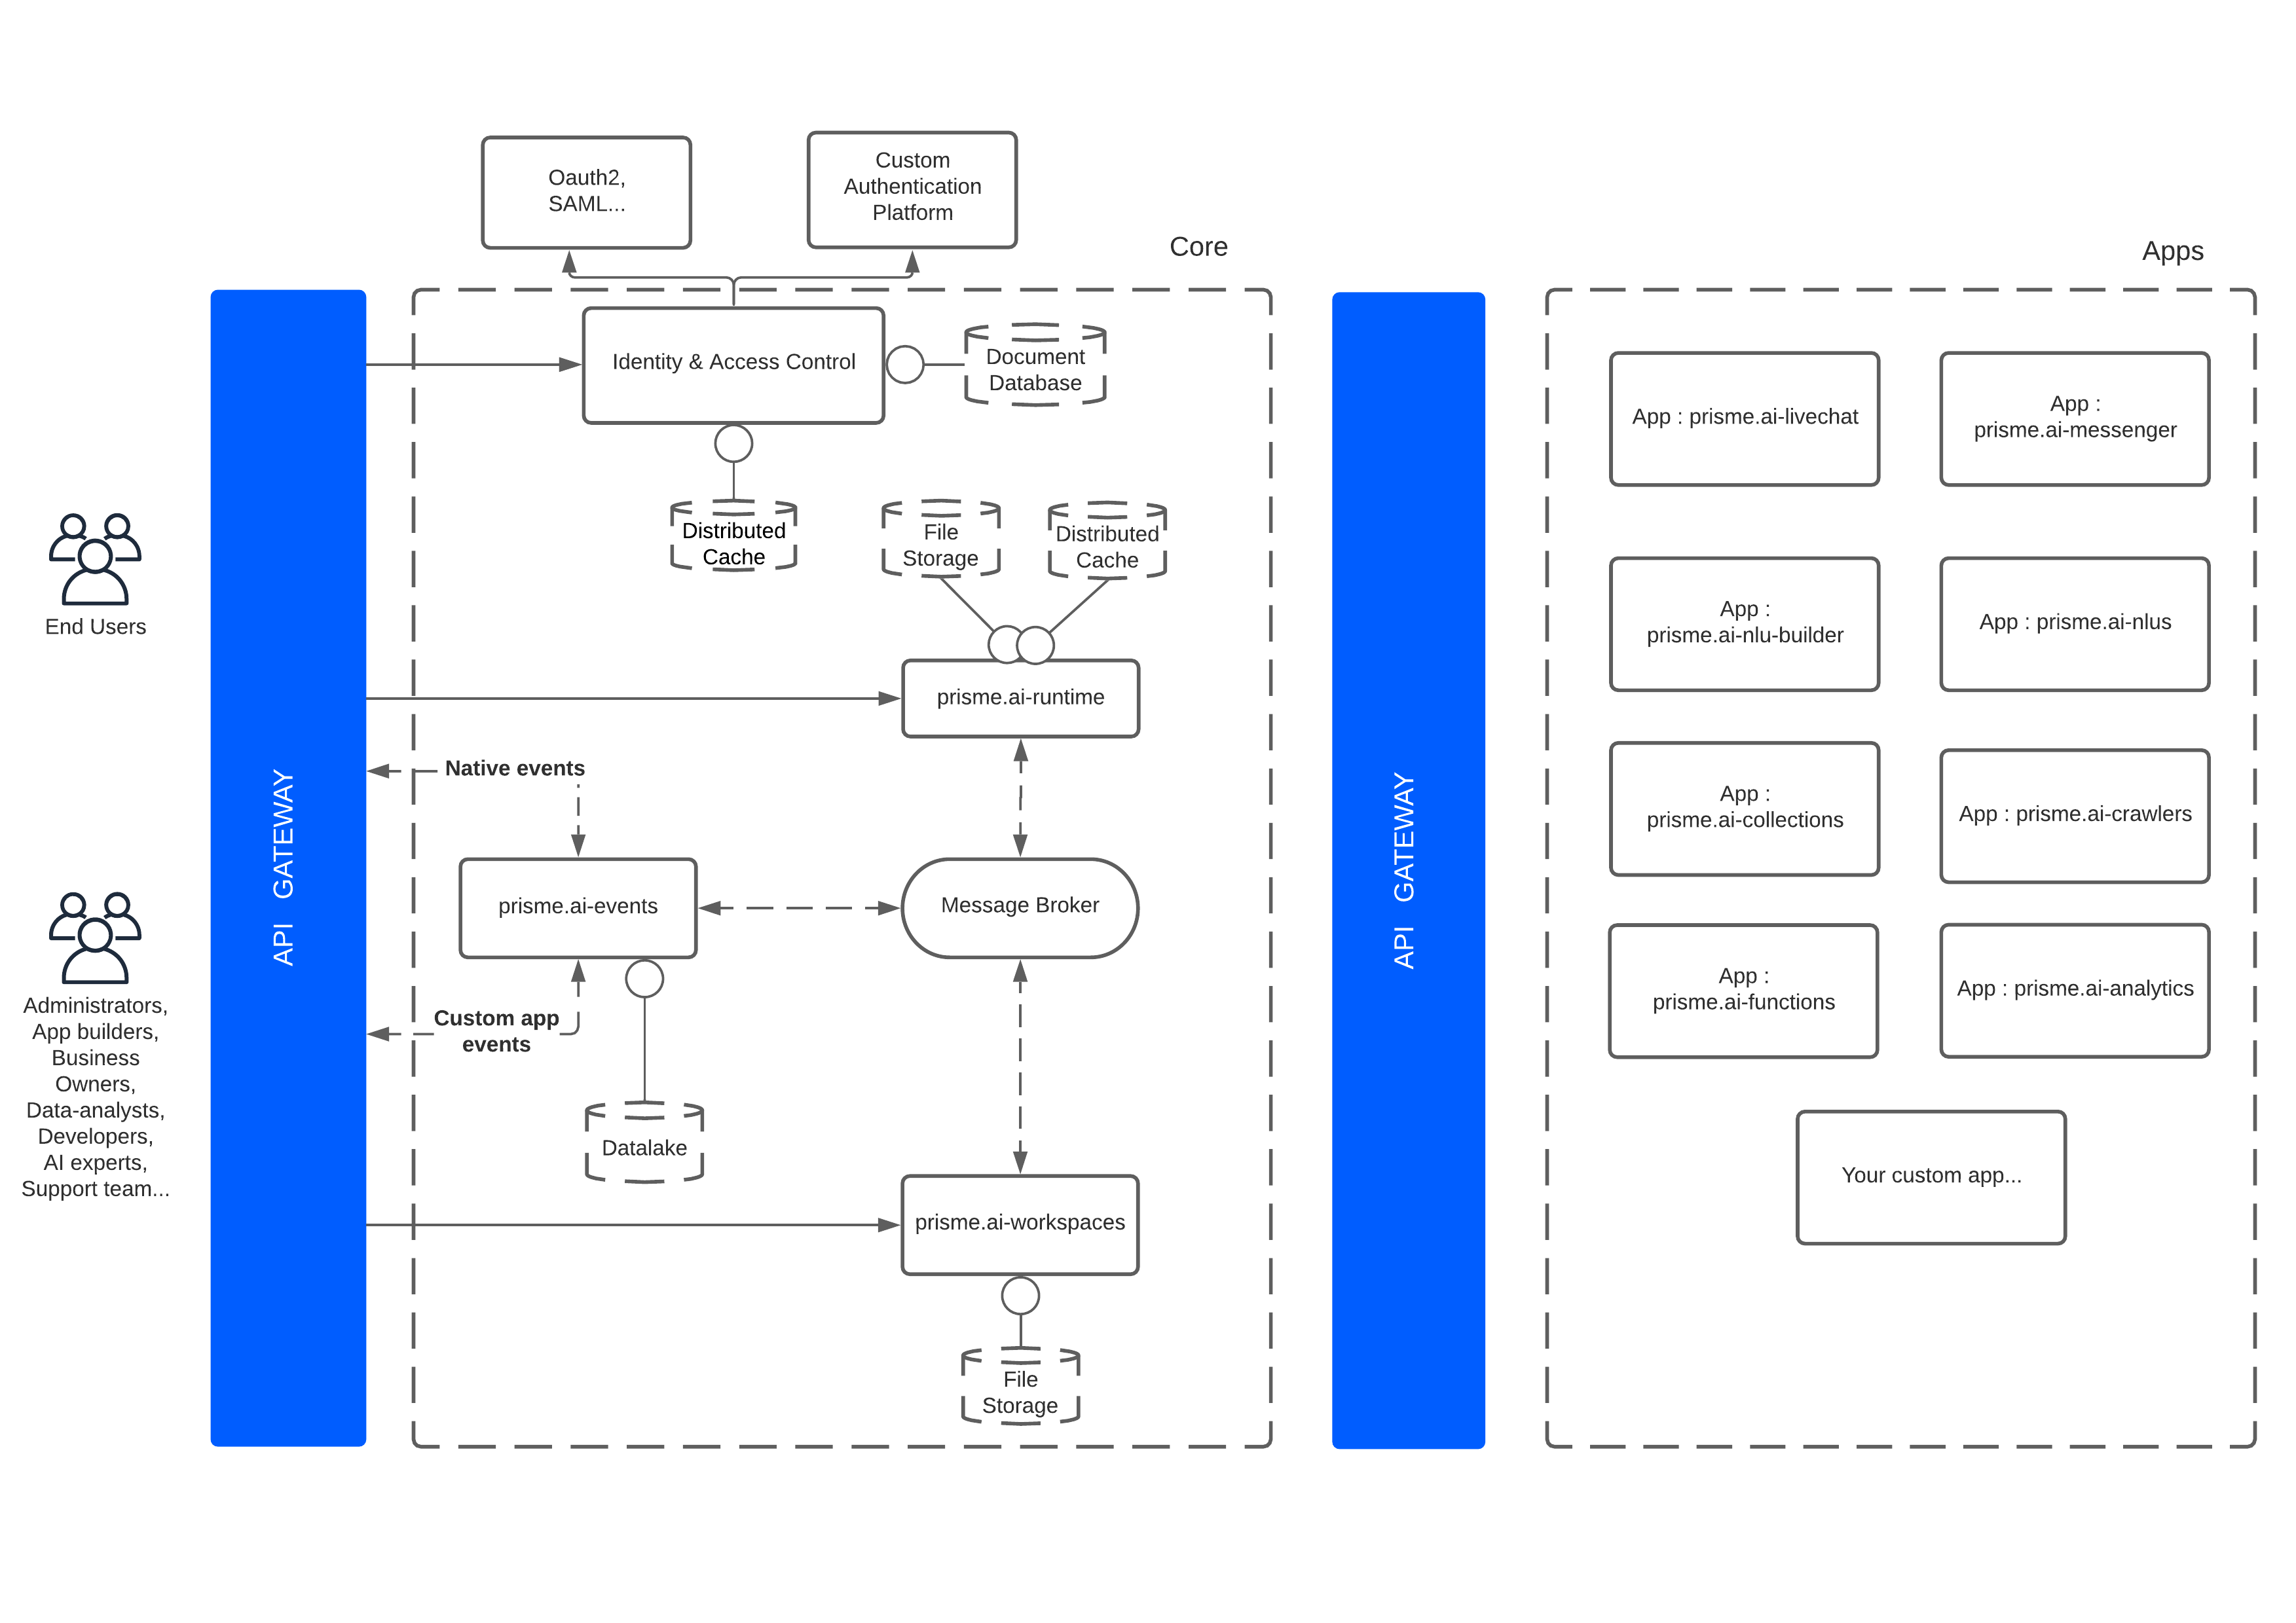 Oauth2,
SAML...
Custom
Authentication
Platform
Core
Apps
Identity & Access Control
Document
Database
Distributed
Cache
File
Storage
Distributed
Cache
End Users
prisme.ai-runtime
Native events
API GATEWAY
prisme.ai-events
Message Broker
Custom app
events
Administrators,
App builders,
Business
Owners,
Data-analysts,
Developers,
AI experts,
Support team...
Datalake
prisme.ai-workspaces
File
Storage
API GATEWAY
App : prisme.ai-livechat
App :
prisme.ai-messenger
App :
prisme.ai-nlu-builder
App : prisme.ai-nlus
App :
prisme.ai-collections
App : prisme.ai-crawlers
App :
prisme.ai-functions
App : prisme.ai-analytics
Your custom app...